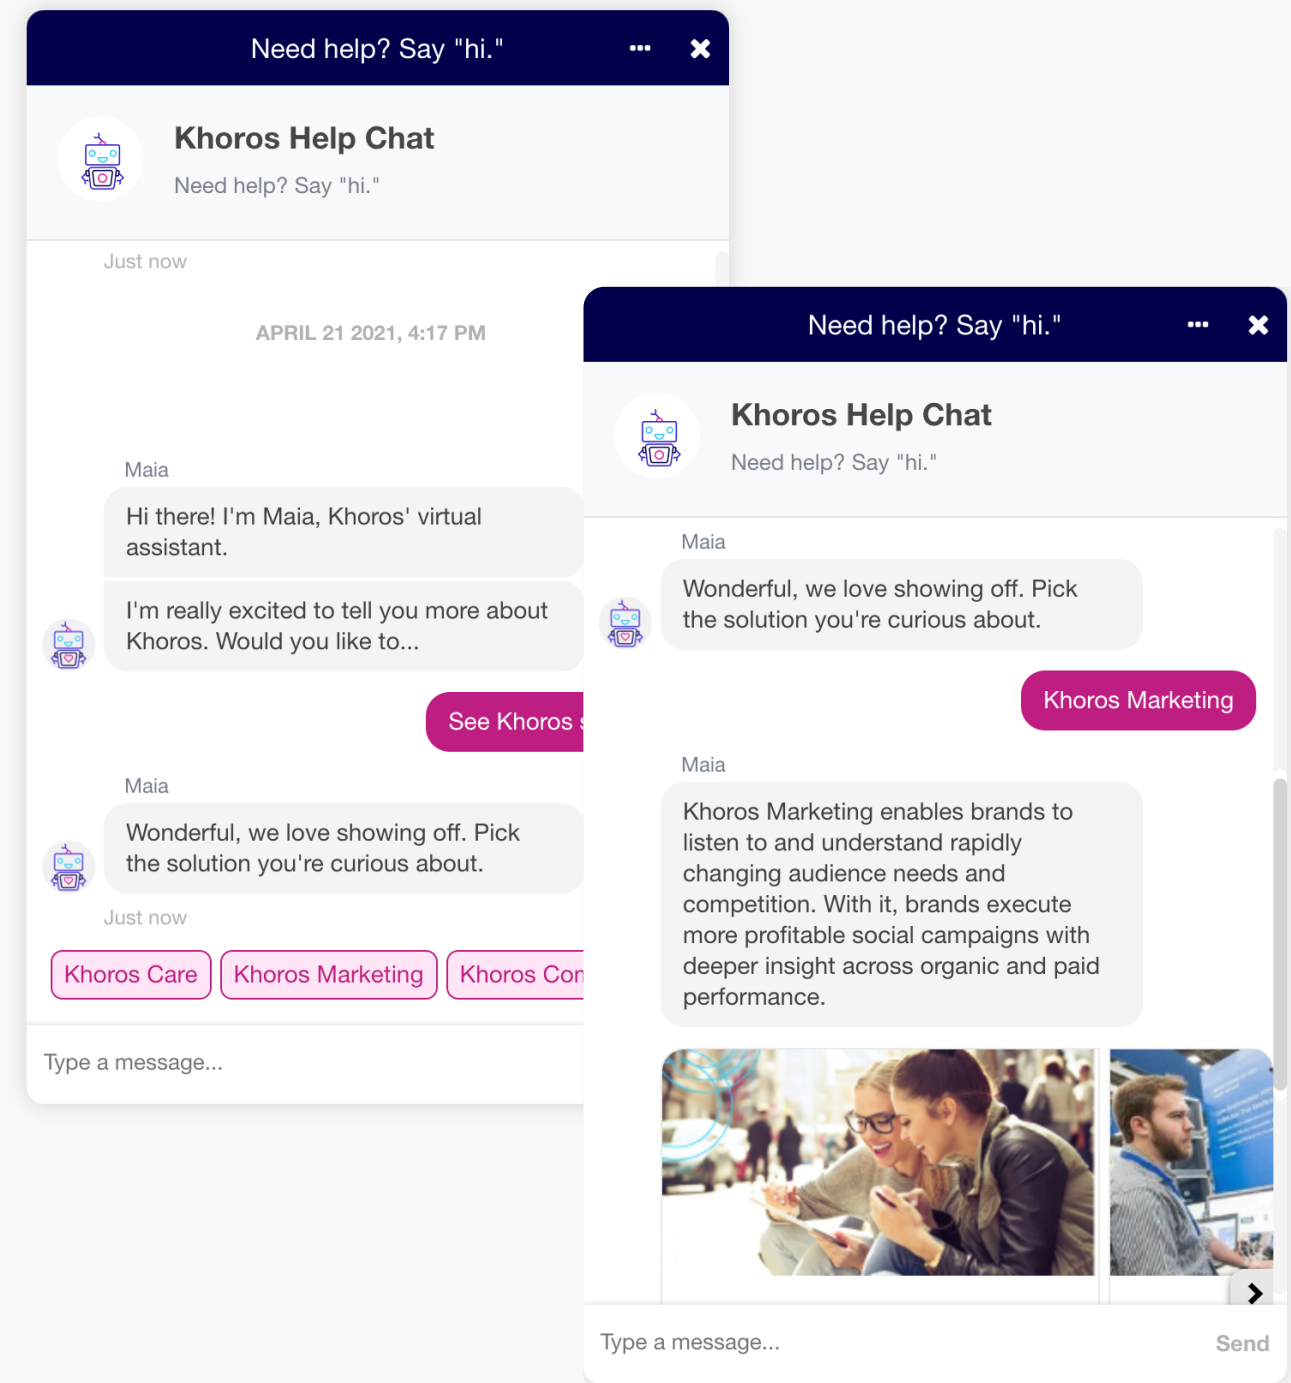 Need help? Say "hi."
Khoros Help Chat
Need help? Say "hi."
Just now
APRIL 21 2021, 4:17 PM
Maia
Hi there! I'm Maia, Khoros' virtual
assistant.
I'm really excited to tell you more about
Khoros. Would you like to...
See Khoros
Maia
Wonderful, we love showing off. Pick
the solution you're curious about.
Just now
Khoros Care
Khoros Marketing
Khoros
Type a message...
Need help? Say "hi."
Khoros Help Chat
Need help? Say "hi."
Maia
Wonderful, we love showing off. Pick
the solution you're curious about.
Khoros Marketing
Maia
Khoros Marketing enables brands to
listen to and understand rapidly
changing audience needs and
competition. With it, brands execute
more profitable social campaigns with
deeper insight across organic and paid
performance.
Type a message...
Send